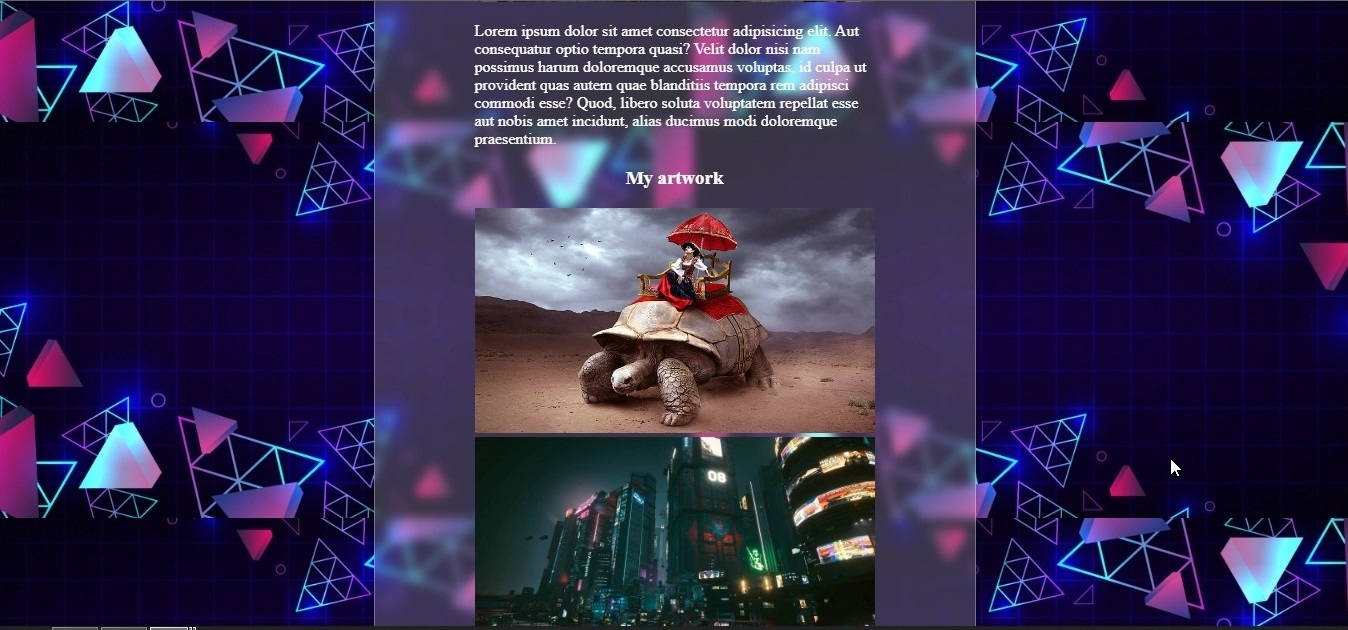 Lorem ipsum dolor sit amet consectetur adipisicing elit. Aut
consequatur optio tempora quasi? Velit dolor nisi nam
possimus harum doloremque accusamus voluptas, id culpa ut
provident quas autem quae blanditiis tempora rem adipisci
commodi esse? Quod, libero soluta voluptatem repellat esse
aut nobis amet incidunt, alias ducimus modi doloremque
praesentium.
My artwork
08